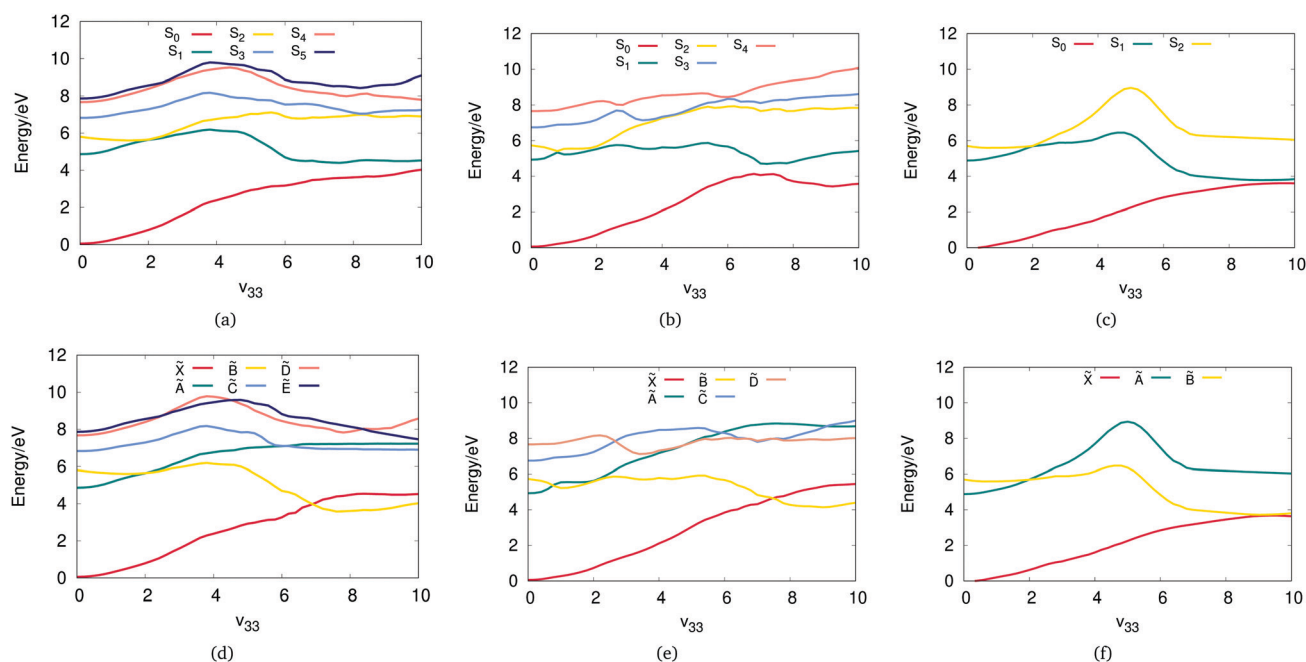 12
10
8
6
4
2
0
Energy/eV
S0 S2 S4
S1 S3 S5
0 2 4 6 8 10
v33
(a)
12
10
8
6
4
2
0
Energy/eV
S0 S2 S4
S1 S3
0 2 4 6 8 10
v33
(b)
12
10
8
6
4
2
0
Energy/eV
S0 S1 S2
0 2 4 6 8 10
v33
(c)
12
10
8
6
4
2
0
Energy/eV
X̃ B̃ D̃
Ã C̃ Ẽ
0 2 4 6 8 10
v33
(d)
12
10
8
6
4
2
0
Energy/eV
X̃ B̃ D̃
Ã C̃
0 2 4 6 8 10
v33
(e)
12
10
8
6
4
2
0
Energy/eV
X̃ Ã B̃
0 2 4 6 8 10
v33
(f)